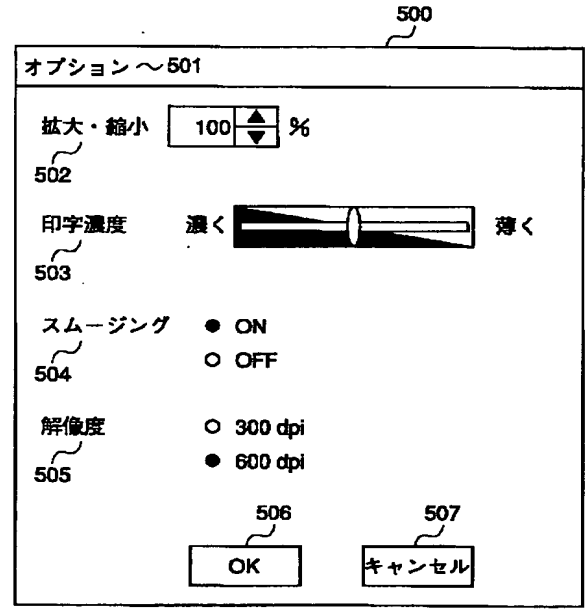 500
オプション 〜501
拡大・縮小 100 %
502
印字濃度 濃く 薄く
503
スムージング ON
OFF
504
解像度 300 dpi
600 dpi
505
506 507
OK キャンセル